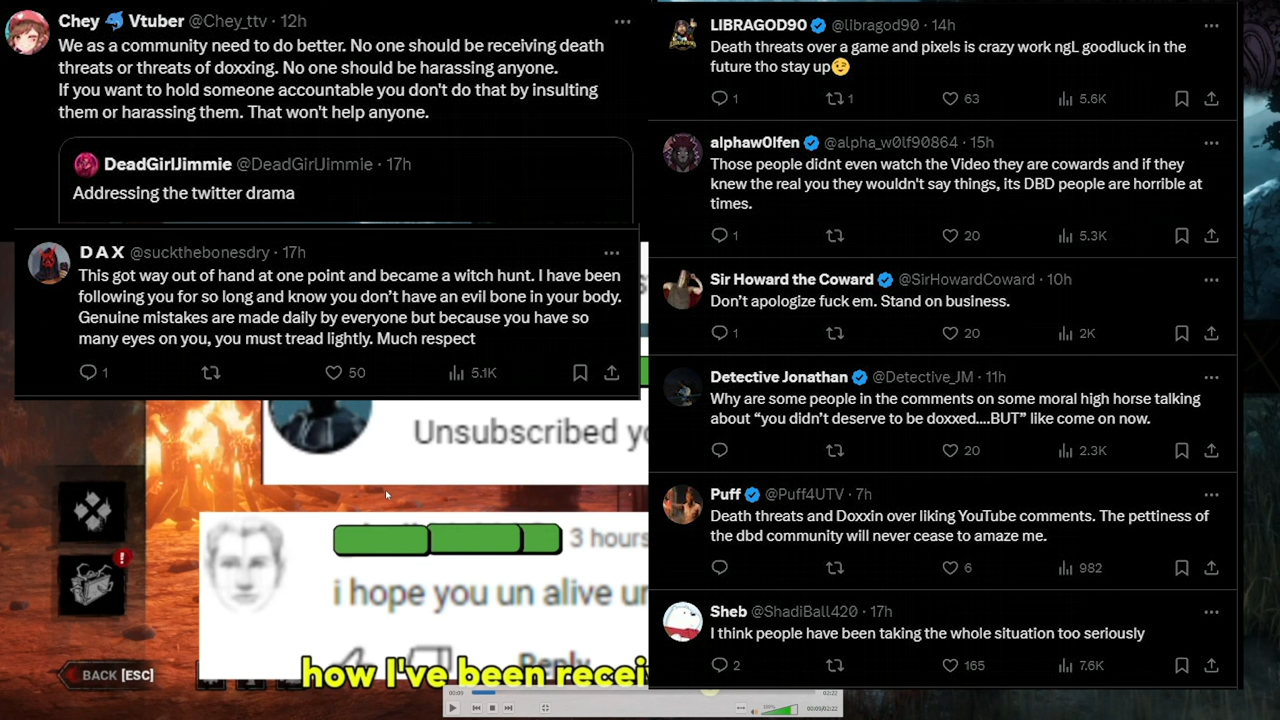 Chey 🐬 Vtuber @Chey_ttv · 12h
We as a community need to do better. No one should be receiving death
threats or threats of doxxing. No one should be harassing anyone.
If you want to hold someone accountable you don't do that by insulting
them or harassing them. That won't help anyone.
DeadGirlJimmie @DeadGirlJimmie · 17h
Addressing the twitter drama
D A X @suckthebonesdry · 17h
This got way out of hand at one point and became a witch hunt. I have been
following you for so long and know you don't have an evil bone in your body.
Genuine mistakes are made daily by everyone but because you have so
many eyes on you, you must tread lightly. Much respect
1 50 5.1K
Unsubscribed
3 hours
i hope you un alive
Reply
how I've been
BACK [ESC]
00:09 02:22
100% 00:09/02:22
LIBRAGOD90 @libragod90 · 14h
Death threats over a game and pixels is crazy work ngL goodluck in the
future tho stay up😉
1 1 63 5.6K
alphaw0lfen @alpha_w0lf90864 · 15h
Those people didnt even watch the Video they are cowards and if they
knew the real you they wouldn't say things, its DBD people are horrible at
times.
1 20 5.3K
Sir Howard the Coward @SirHowardCoward · 10h
Don't apologize fuck em. Stand on business.
1 20 2K
Detective Jonathan @Detective_JM · 11h
Why are some people in the comments on some moral high horse talking
about “you didn't deserve to be doxxed....BUT” like come on now.
20 2.3K
Puff @Puff4UTV · 7h
Death threats and Doxxin over liking YouTube comments. The pettiness of
the dbd community will never cease to amaze me.
6 982
Sheb @ShadiBall420 · 17h
I think people have been taking the whole situation too seriously
2 165 7.6K